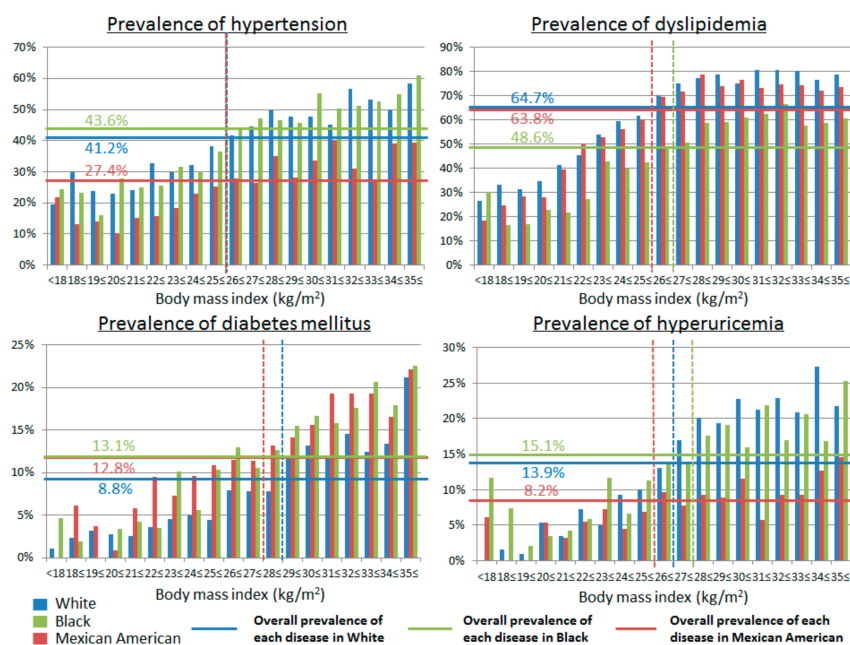 Prevalence of hypertension
70%
60%
50%
40%
30%
20%
10%
0%
43.6%
41.2%
27.4%
<18 18≤ 19≤ 20≤ 21≤ 22≤ 23≤ 24≤ 25≤ 26≤ 27≤ 28≤ 29≤ 30≤ 31≤ 32≤ 33≤ 34≤ 35≤
Body mass index (kg/m²)
Prevalence of dyslipidemia
90%
80%
70%
60%
50%
40%
30%
20%
10%
0%
64.7%
63.8%
48.6%
<18 18≤ 19≤ 20≤ 21≤ 22≤ 23≤ 24≤ 25≤ 26≤ 27≤ 28≤ 29≤ 30≤ 31≤ 32≤ 33≤ 34≤ 35≤
Body mass index (kg/m²)
Prevalence of diabetes mellitus
25%
20%
15%
10%
5%
0%
13.1%
12.8%
8.8%
<18 18≤ 19≤ 20≤ 21≤ 22≤ 23≤ 24≤ 25≤ 26≤ 27≤ 28≤ 29≤ 30≤ 31≤ 32≤ 33≤ 34≤ 35≤
Body mass index (kg/m²)
Prevalence of hyperuricemia
30%
25%
20%
15%
10%
5%
0%
15.1%
13.9%
8.2%
<18 18≤ 19≤ 20≤ 21≤ 22≤ 23≤ 24≤ 25≤ 26≤ 27≤ 28≤ 29≤ 30≤ 31≤ 32≤ 33≤ 34≤ 35≤
Body mass index (kg/m²)
White
Black
Mexican American
Overall prevalence of
each disease in White
Overall prevalence of
each disease in Black
Overall prevalence of each
disease in Mexican American